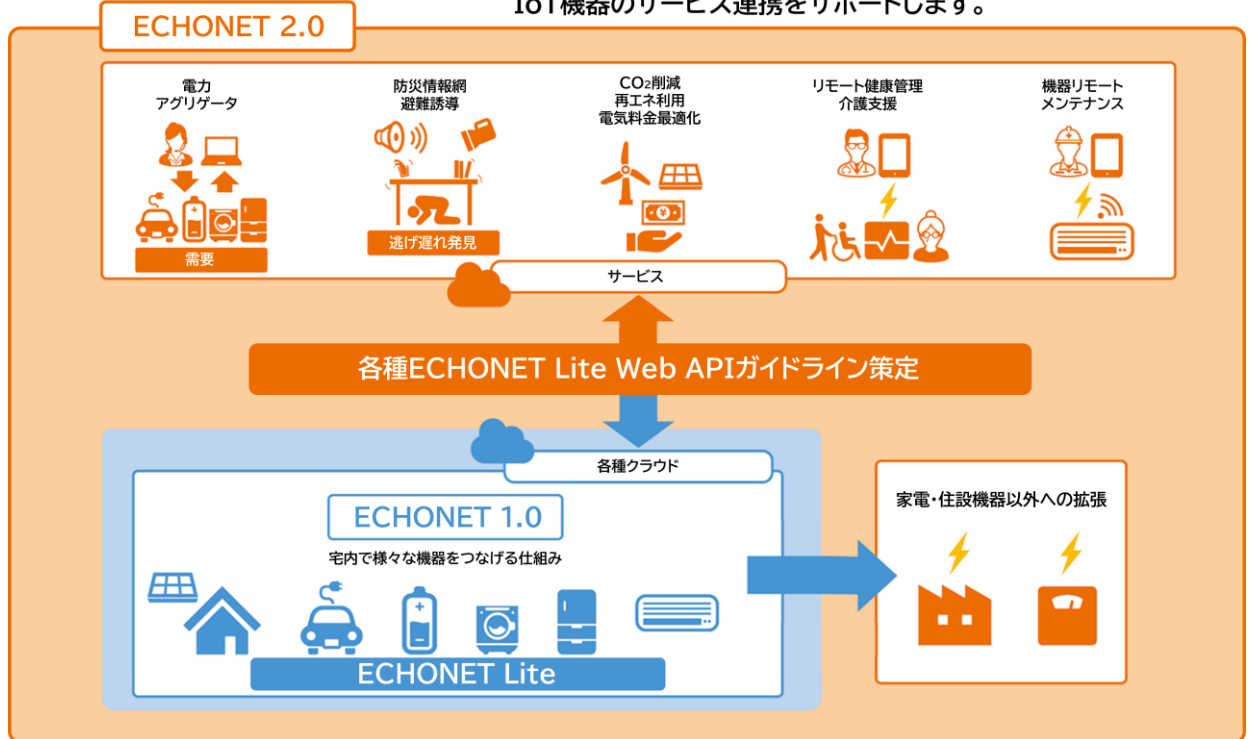 IoT機器のサービス連携をサポートします。
ECHONET 2.0
電力
アグリゲータ
需要
防災情報網
避難誘導
逃げ遅れ発見
CO₂削減
再エネ利用
電気料金最適化
リモート健康管理
介護支援
機器リモート
メンテナンス
サービス
各種ECHONET Lite Web APIガイドライン策定
各種クラウド
ECHONET 1.0
宅内で様々な機器をつなげる仕組み
ECHONET Lite
家電・住設機器以外への拡張